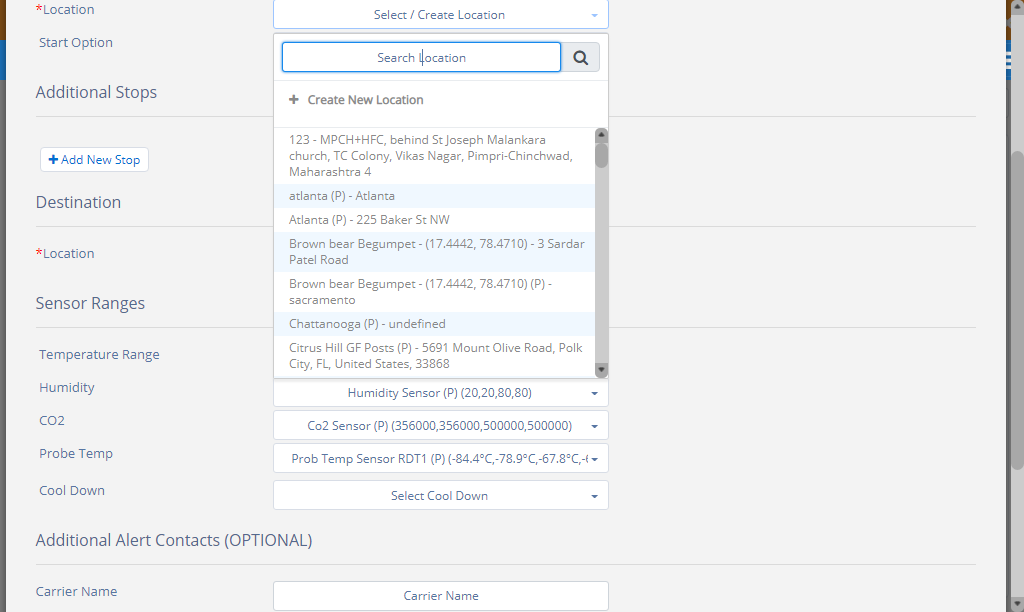 *Location
Select / Create Location
Start Option
Search Location
Additional Stops
+ Create New Location
123 - MPCH+HFC, behind St Joseph Malankara
church, TC Colony, Vikas Nagar, Pimpri-Chinchwad,
Maharashtra 4
+ Add New Stop
atlanta (P) - Atlanta
Destination
Atlanta (P) - 225 Baker St NW
*Location
Brown bear Begumpet - (17.4442, 78.4710) - 3 Sardar
Patel Road
Brown bear Begumpet - (17.4442, 78.4710) (P) -
sacramento
Sensor Ranges
Chattanooga (P) - undefined
Temperature Range
Citrus Hill GF Posts (P) - 5691 Mount Olive Road, Polk
City, FL, United States, 33868
Humidity
Humidity Sensor (P) (20,20,80,80)
CO2
Co2 Sensor (P) (356000,356000,500000,500000)
Probe Temp
Prob Temp Sensor RDT1 (P) (-84.4°C,-78.9°C,-67.8°C,-
Cool Down
Select Cool Down
Additional Alert Contacts (OPTIONAL)
Carrier Name
Carrier Name